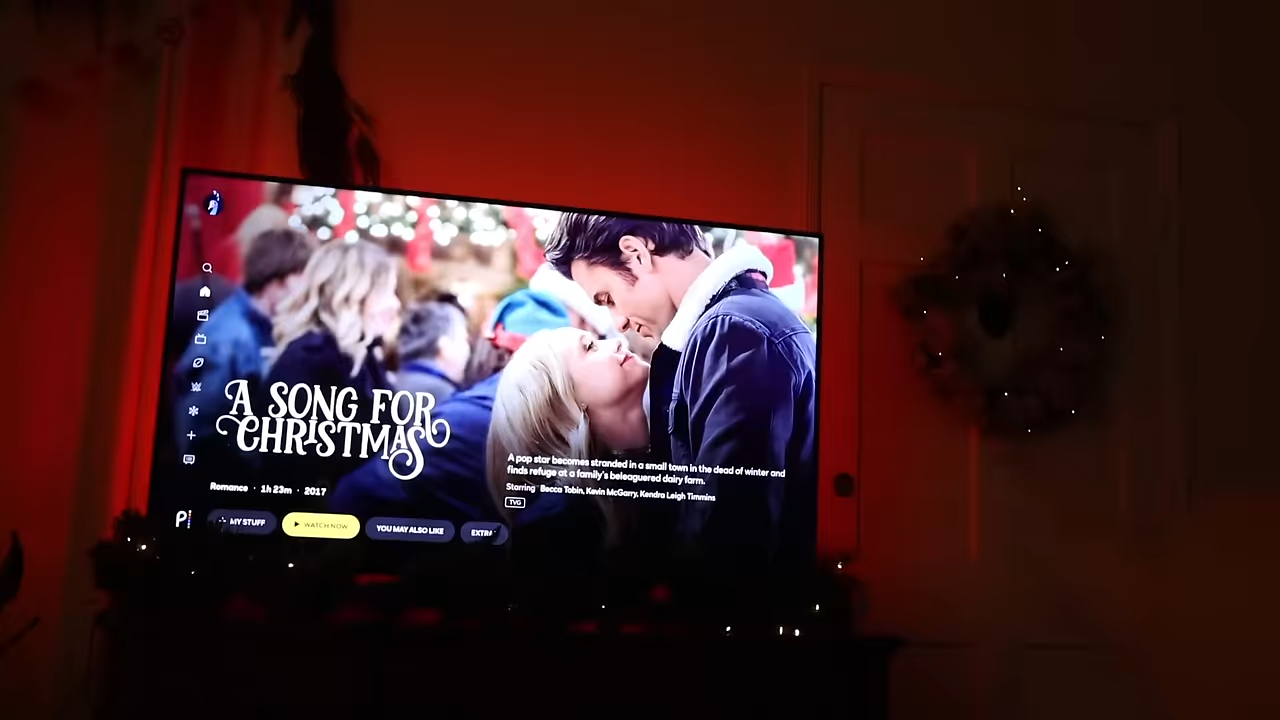 A SONG FOR
CHRISTMAS
A pop star becomes stranded in a small town in the dead of winter and
finds refuge at a family's beleaguered dairy farm.
Starring Becca Tobin, Kevin McGarry, Kendra Leigh Timmins
TVG
Romance · 1h 23m · 2017
P
+ MY STUFF
WATCH NOW
YOU MAY ALSO LIKE
EXTRA